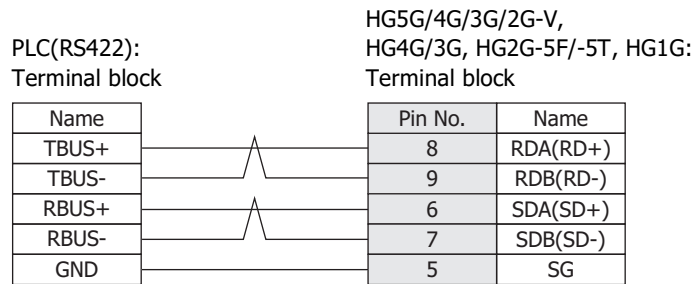 HG5G/4G/3G/2G-V,
PLC(RS422): HG4G/3G, HG2G-5F/-5T, HG1G:
Terminal block Terminal block
Name Pin No. Name
TBUS+ 8 RDA(RD+)
TBUS- 9 RDB(RD-)
RBUS+ 6 SDA(SD+)
RBUS- 7 SDB(SD-)
GND 5 SG